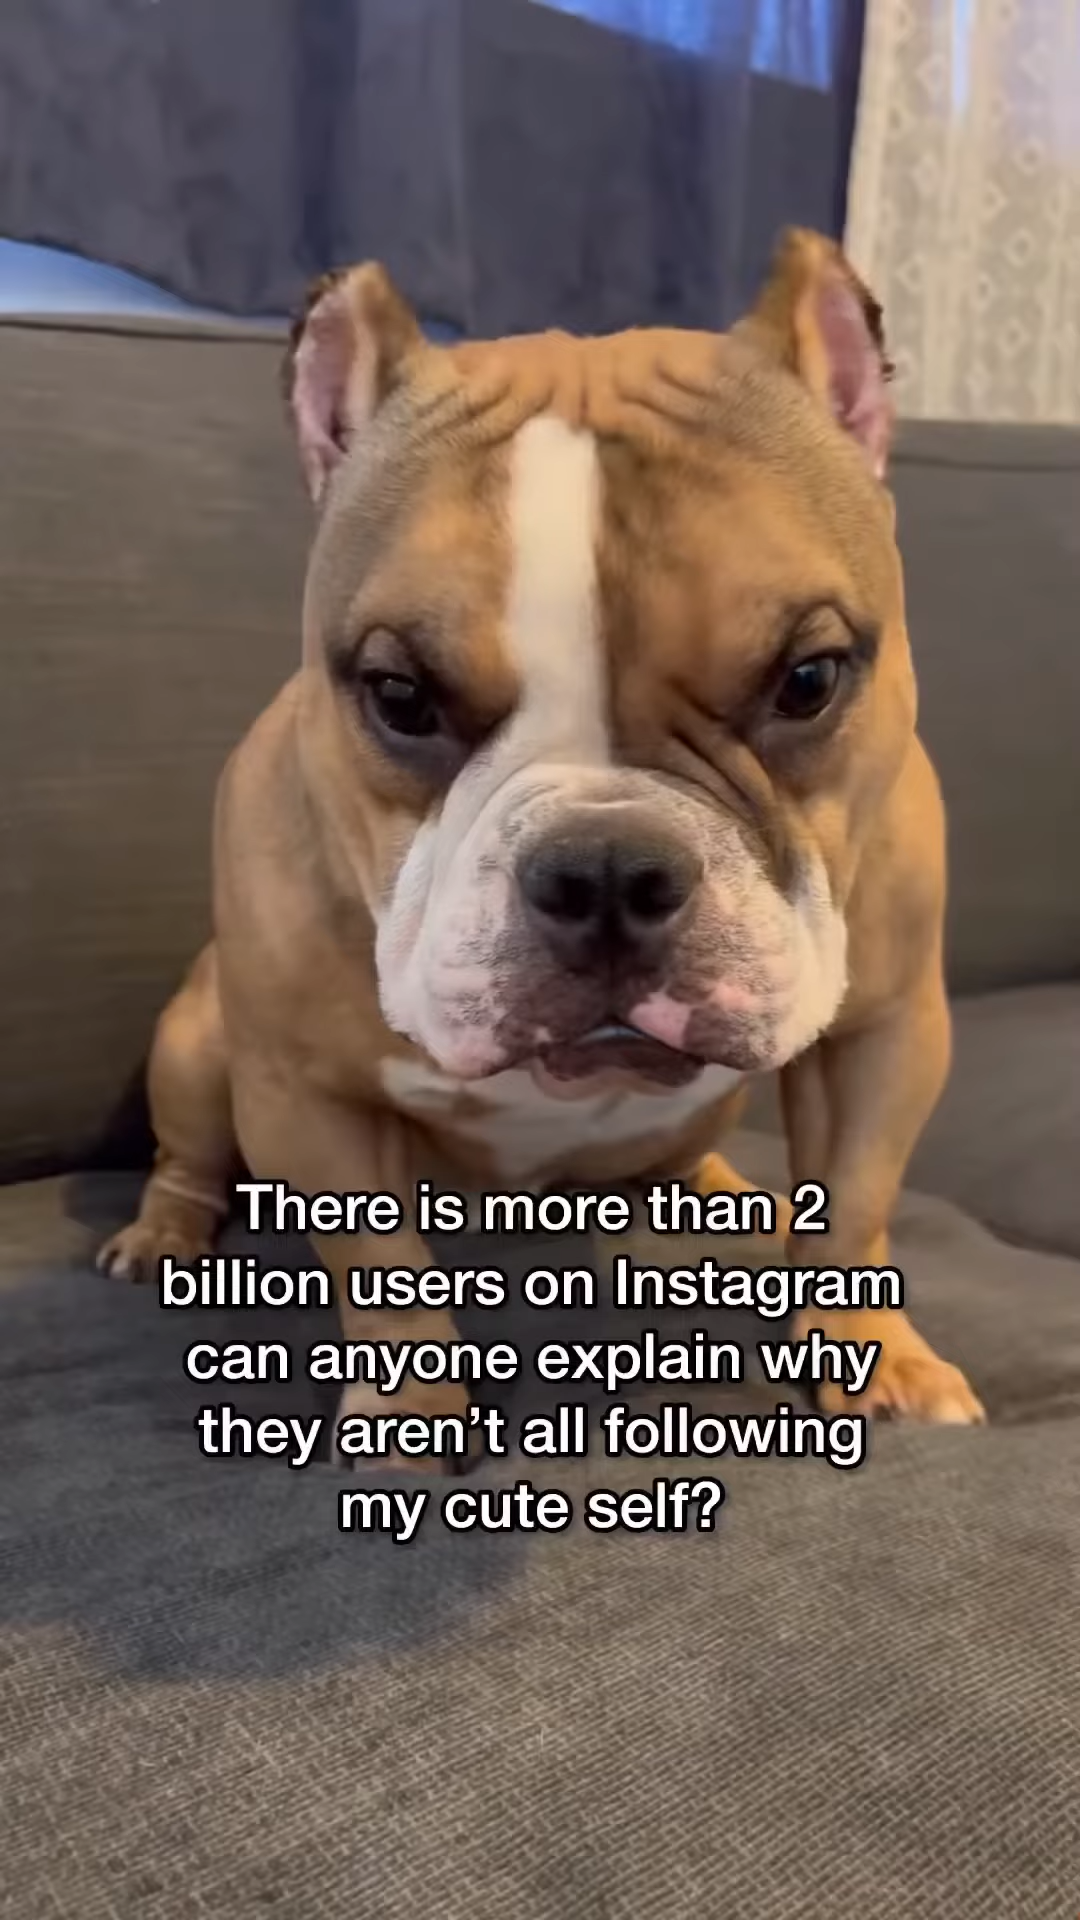 There is more than 2
billion users on Instagram
can anyone explain why
they aren’t all following
my cute self?